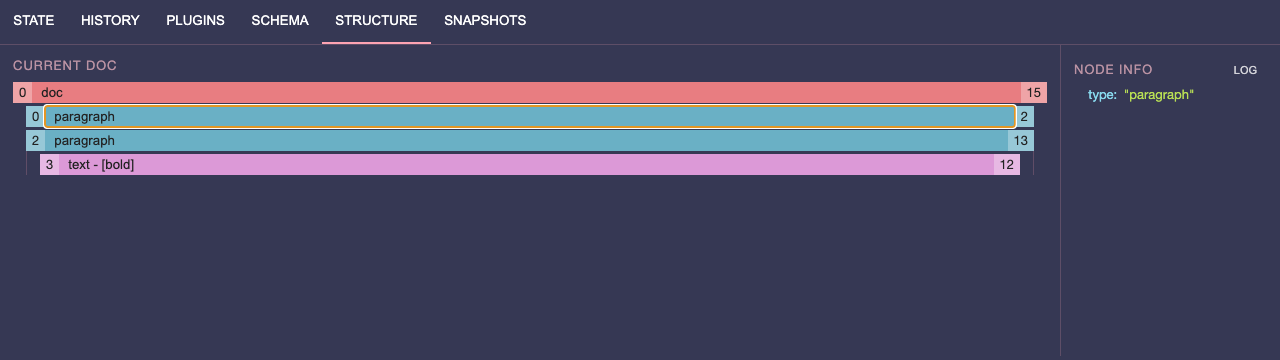 STATE HISTORY PLUGINS SCHEMA STRUCTURE SNAPSHOTS
CURRENT DOC
NODE INFO LOG
0 doc 15
type: "paragraph"
0 paragraph 2
2 paragraph 13
3 text - [bold] 12